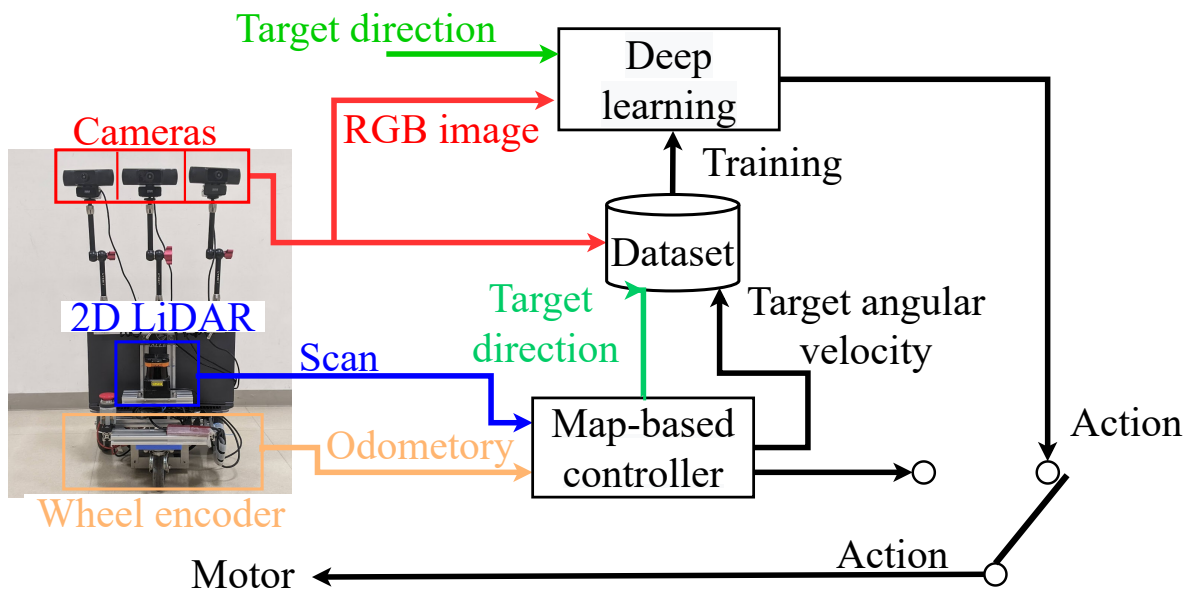 Target direction
Deep
learning
RGB image
Cameras
Training
Dataset
2D LiDAR
Target
direction
Target angular
velocity
Scan
Map-based
controller
Odometory
Action
Wheel encoder
Action
Motor